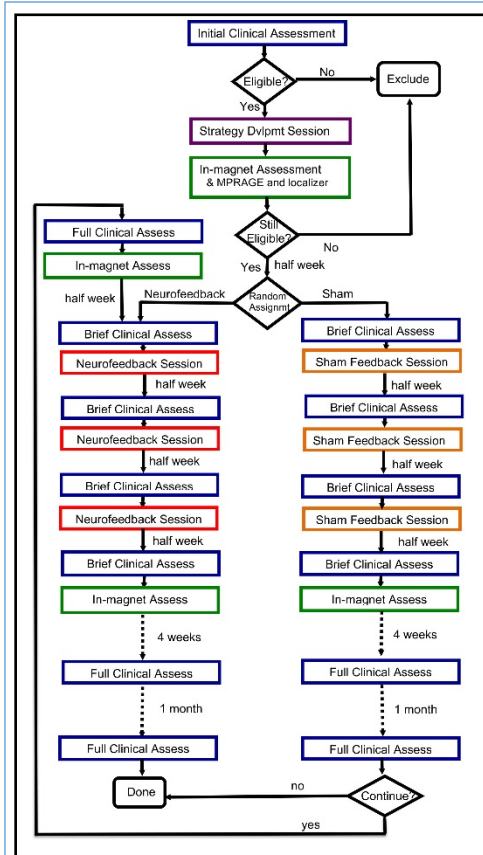 Initial Clinical Assessment
Eligible?
No
Exclude
Yes
Strategy Dvlpmt Session
In-magnet Assessment
& MPRAGE and localizer
Full Clinical Assess
Still
Eligible?
No
In-magnet Assess
Yes
half week
half week
Neurofeedback
Random
Assignmt
Sham
Brief Clinical Assess
Brief Clinical Assess
Neurofeedback Session
Sham Feedback Session
half week
half week
Brief Clinical Assess
Brief Clinical Assess
Neurofeedback Session
Sham Feedback Session
half week
half week
Brief Clinical Assess
Brief Clinical Assess
Neurofeedback Session
Sham Feedback Session
half week
half week
Brief Clinical Assess
Brief Clinical Assess
In-magnet Assess
In-magnet Assess
4 weeks
4 weeks
Full Clinical Assess
Full Clinical Assess
1 month
1 month
Full Clinical Assess
Full Clinical Assess
Done
no
Continue?
yes